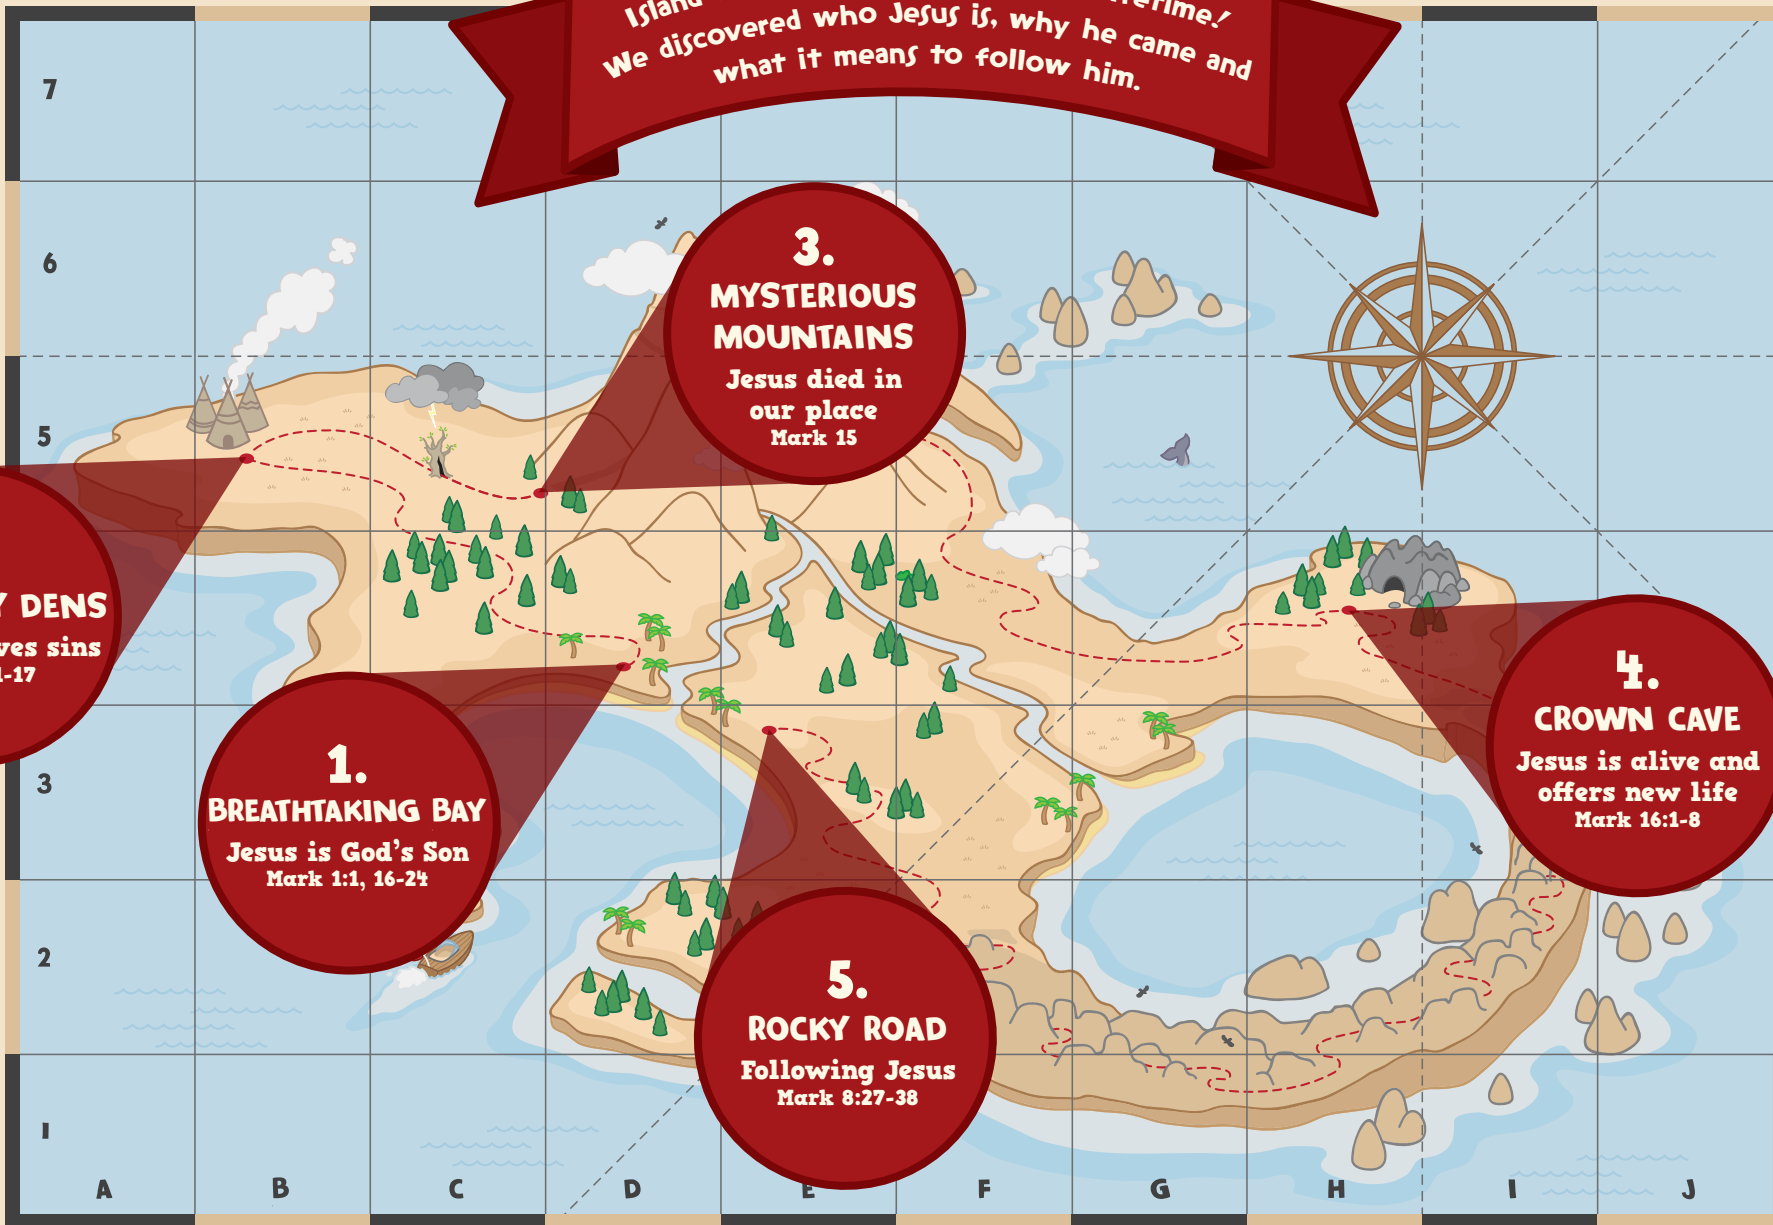 Island
We discovered who Jesus is, why he came and
what it means to follow him.
7
6
5
3
2
1
3.
MYSTERIOUS
MOUNTAINS
Jesus died in
our place
Mark 15
Y DENS
ves sins
1-17
1.
BREATHTAKING BAY
Jesus is God's Son
Mark 1:1, 16-24
4.
CROWN CAVE
Jesus is alive and
offers new life
Mark 16:1-8
5.
ROCKY ROAD
Following Jesus
Mark 8:27-38
A B C D E F G H I J